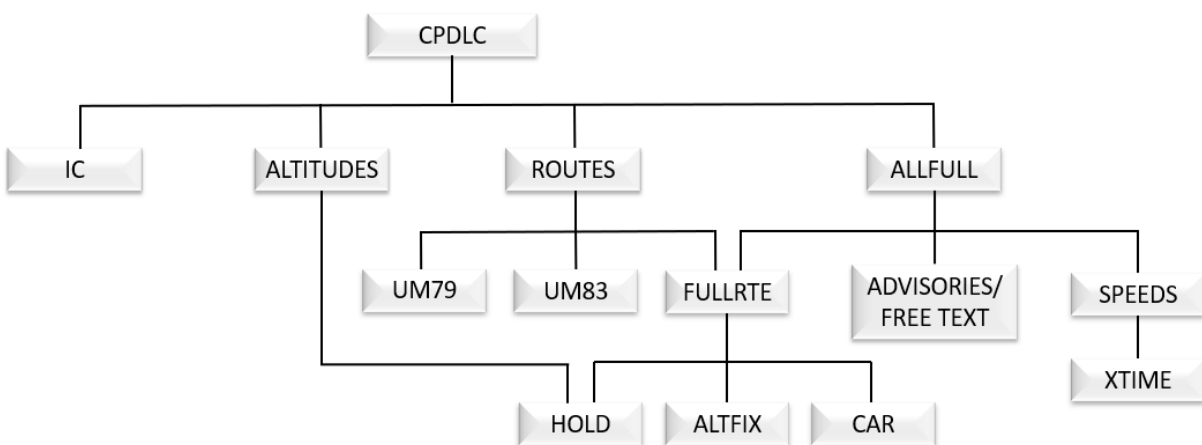 CPDLC
IC
ALTITUDES
ROUTES
ALLFULL
UM79
UM83
FULLRTE
ADVISORIES/
FREE TEXT
SPEEDS
XTIME
HOLD
ALTFIX
CAR